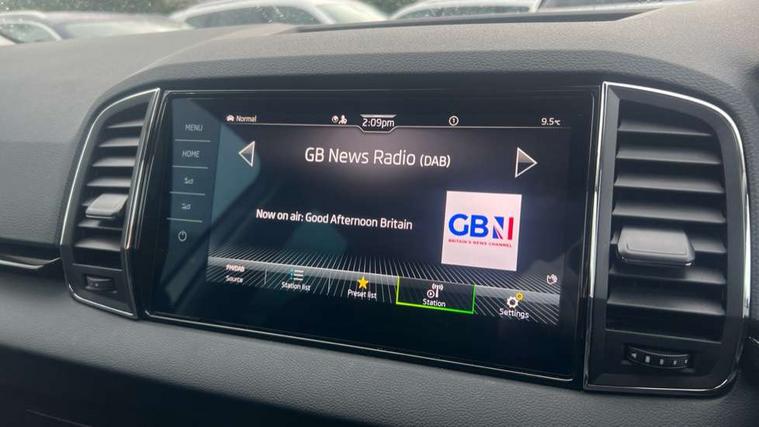 Normal
2:09pm
9.5°C
MENU
HOME
GB News Radio (DAB)
Now on air: Good Afternoon Britain
GBN
BRITAIN'S NEWS CHANNEL
FM/DAB
Source
Station list
Preset list
Station
Settings